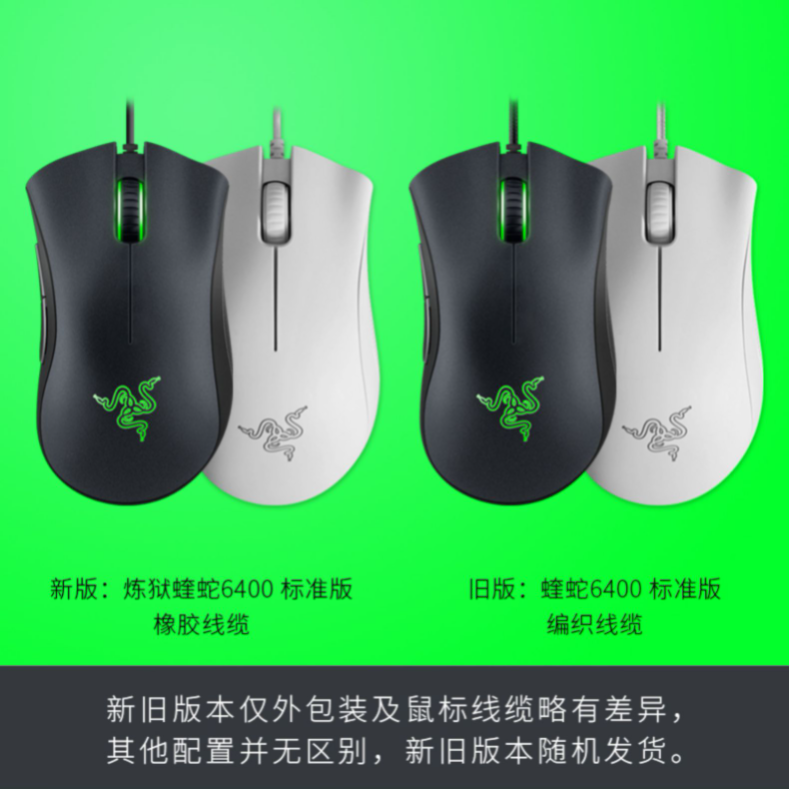 新版：炼狱蝰蛇6400 标准版
橡胶线缆
旧版：蝰蛇6400 标准版
编织线缆
新旧版本仅外包装及鼠标线缆略有差异，
其他配置并无区别，新旧版本随机发货。